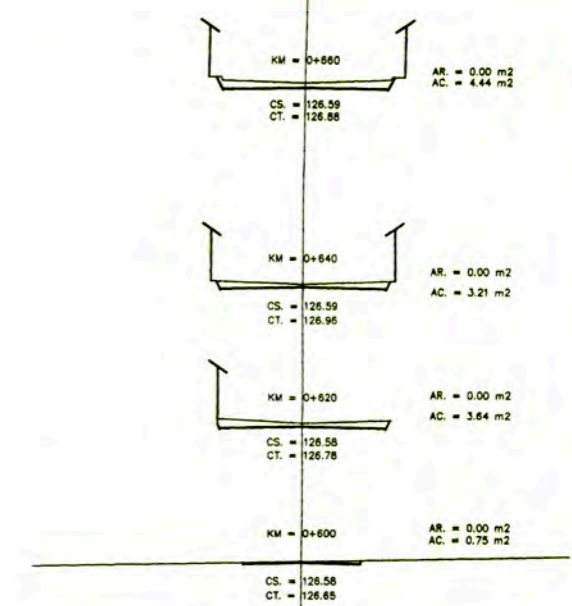 KM = 0+660
AR. = 0.00 m2
AC. = 4.44 m2
CS. = 126.59
CT. = 126.88
KM = 0+640
AR. = 0.00 m2
AC. = 3.21 m2
CS. = 126.59
CT. = 126.96
KM = 0+620
AR. = 0.00 m2
AC. = 3.64 m2
CS. = 126.58
CT. = 126.78
KM = 0+600
AR. = 0.00 m2
AC. = 0.75 m2
CS. = 126.58
CT. = 126.65